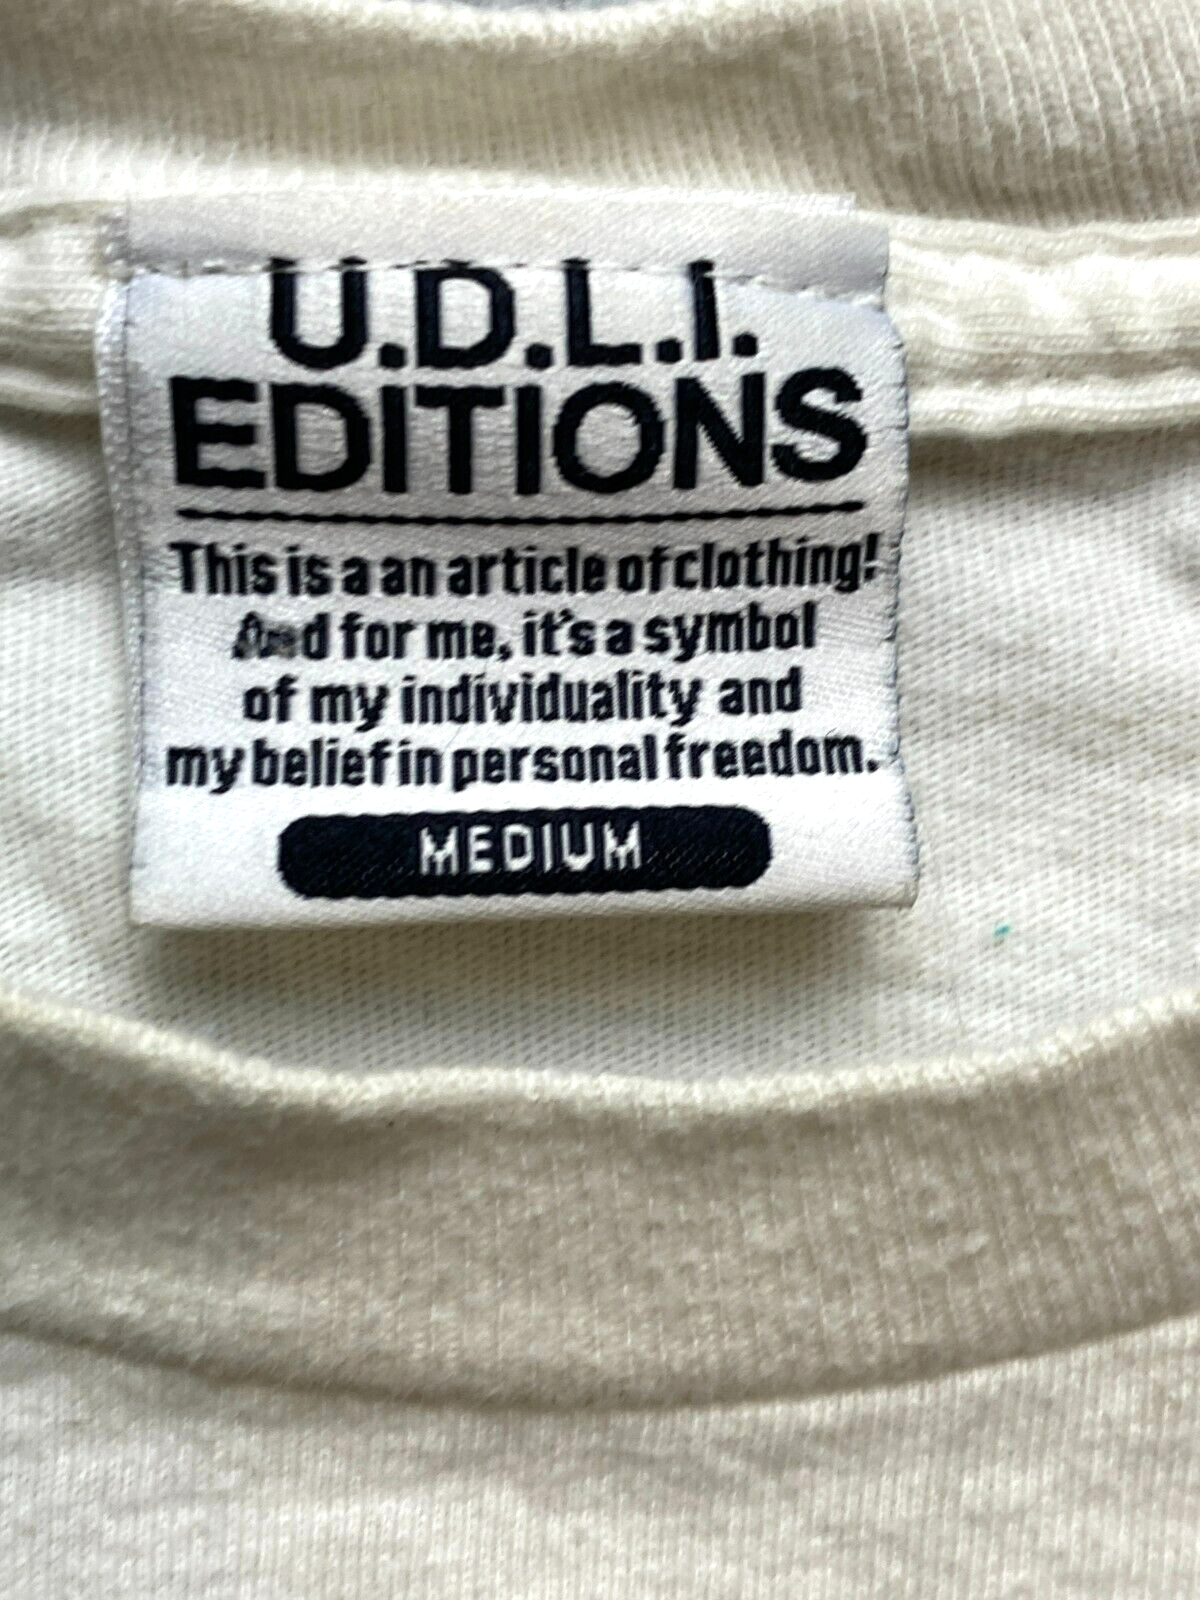 U.D.L.I.
EDITIONS
This is a an article of clothing!
And for me, it's a symbol
of my individuality and
my belief in personal freedom.
MEDIUM